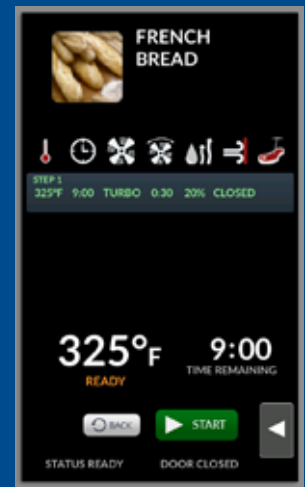 FRENCH
BREAD
STEP 1
325°F 9:00 TURBO 0:30 20% CLOSED
325°F 9:00
READY TIME REMAINING
BACK START
STATUS READY DOOR CLOSED